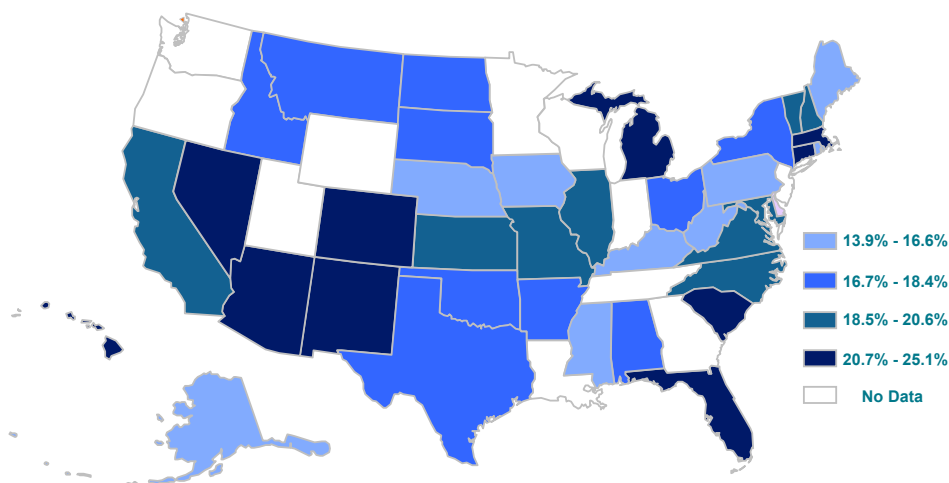 13.9% - 16.6%
16.7% - 18.4%
18.5% - 20.6%
20.7% - 25.1%
No Data